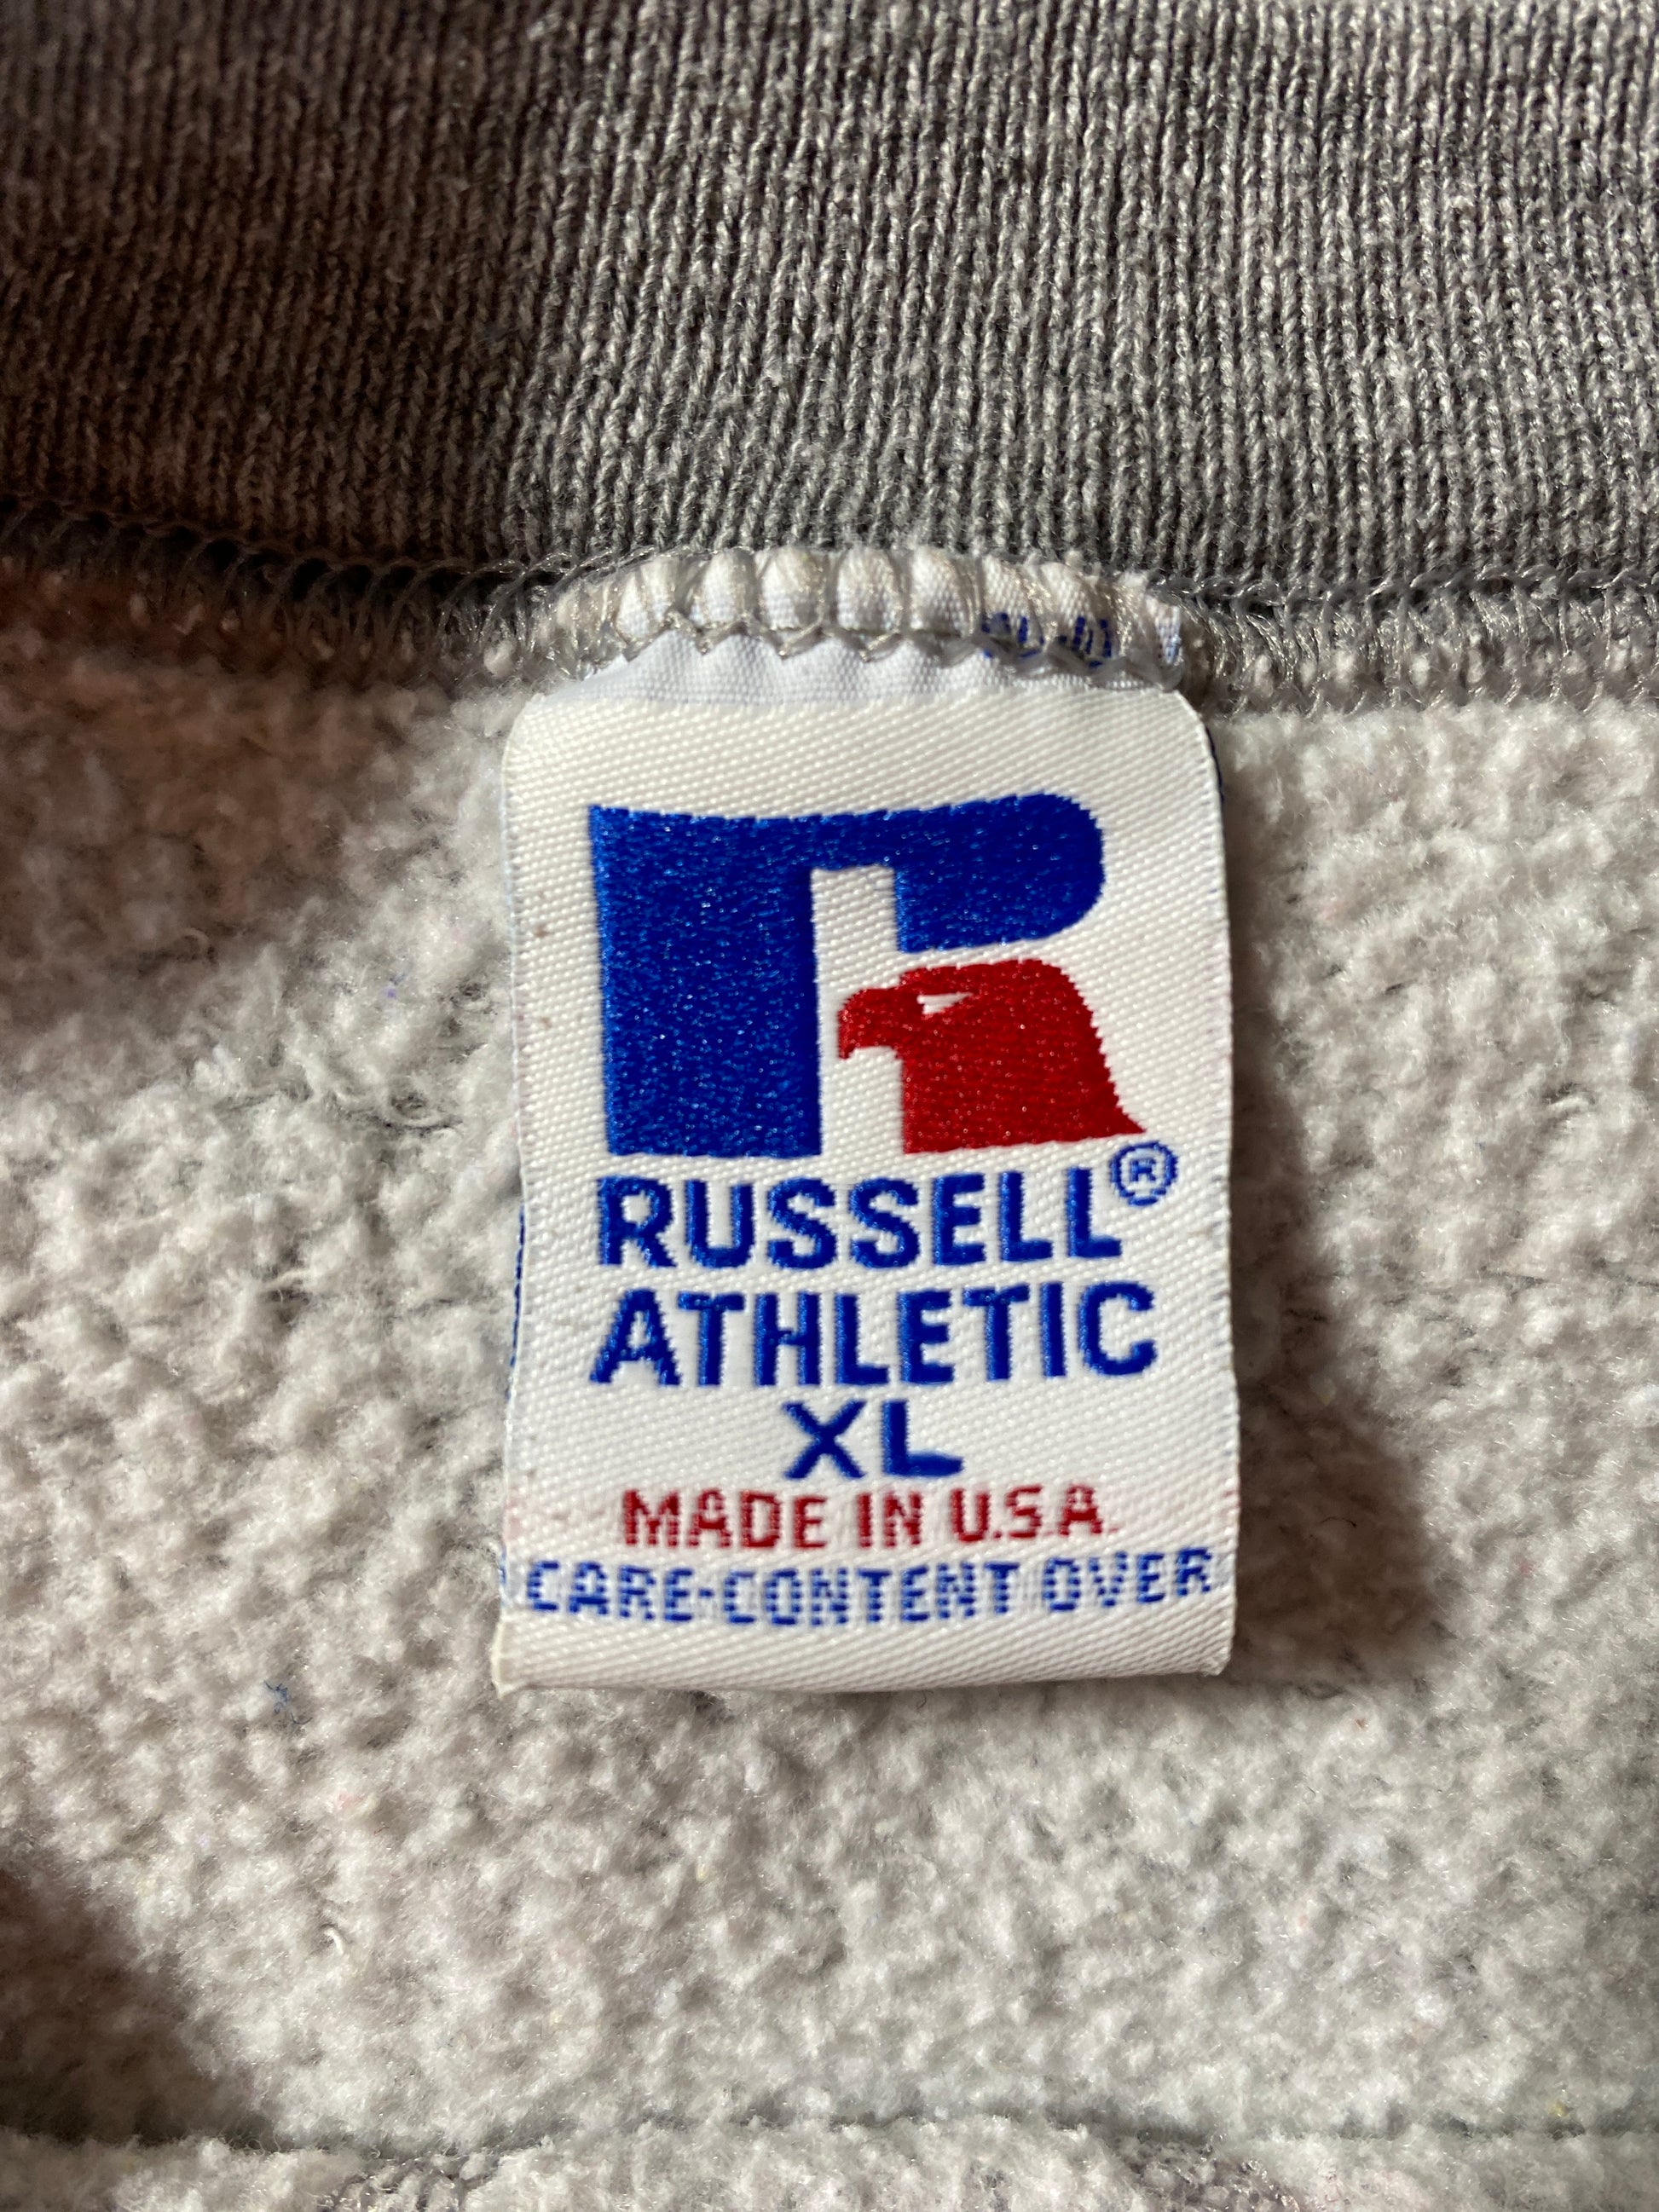 RUSSELL®
ATHLETIC
XL
MADE IN U.S.A.
CARE-CONTENT OVER